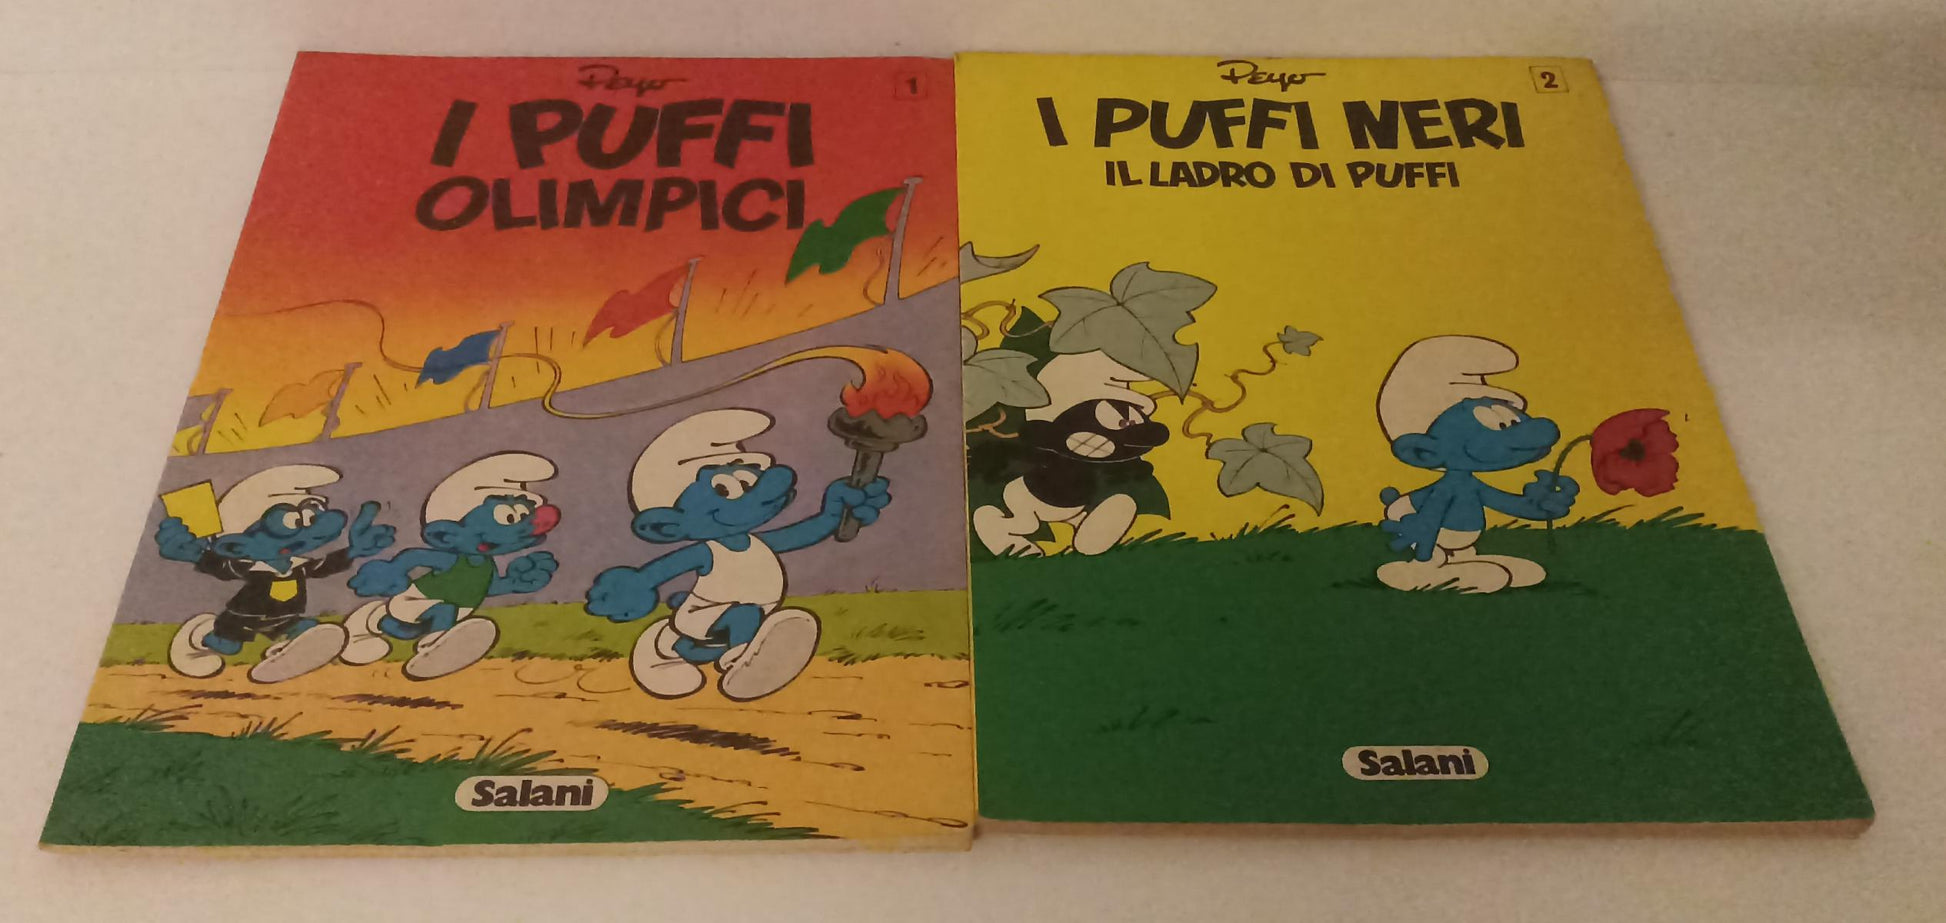 Peyo
1
I PUFFI
OLIMPICI
Salani
Peyo
2
I PUFFI NERI
IL LADRO DI PUFFI
Salani